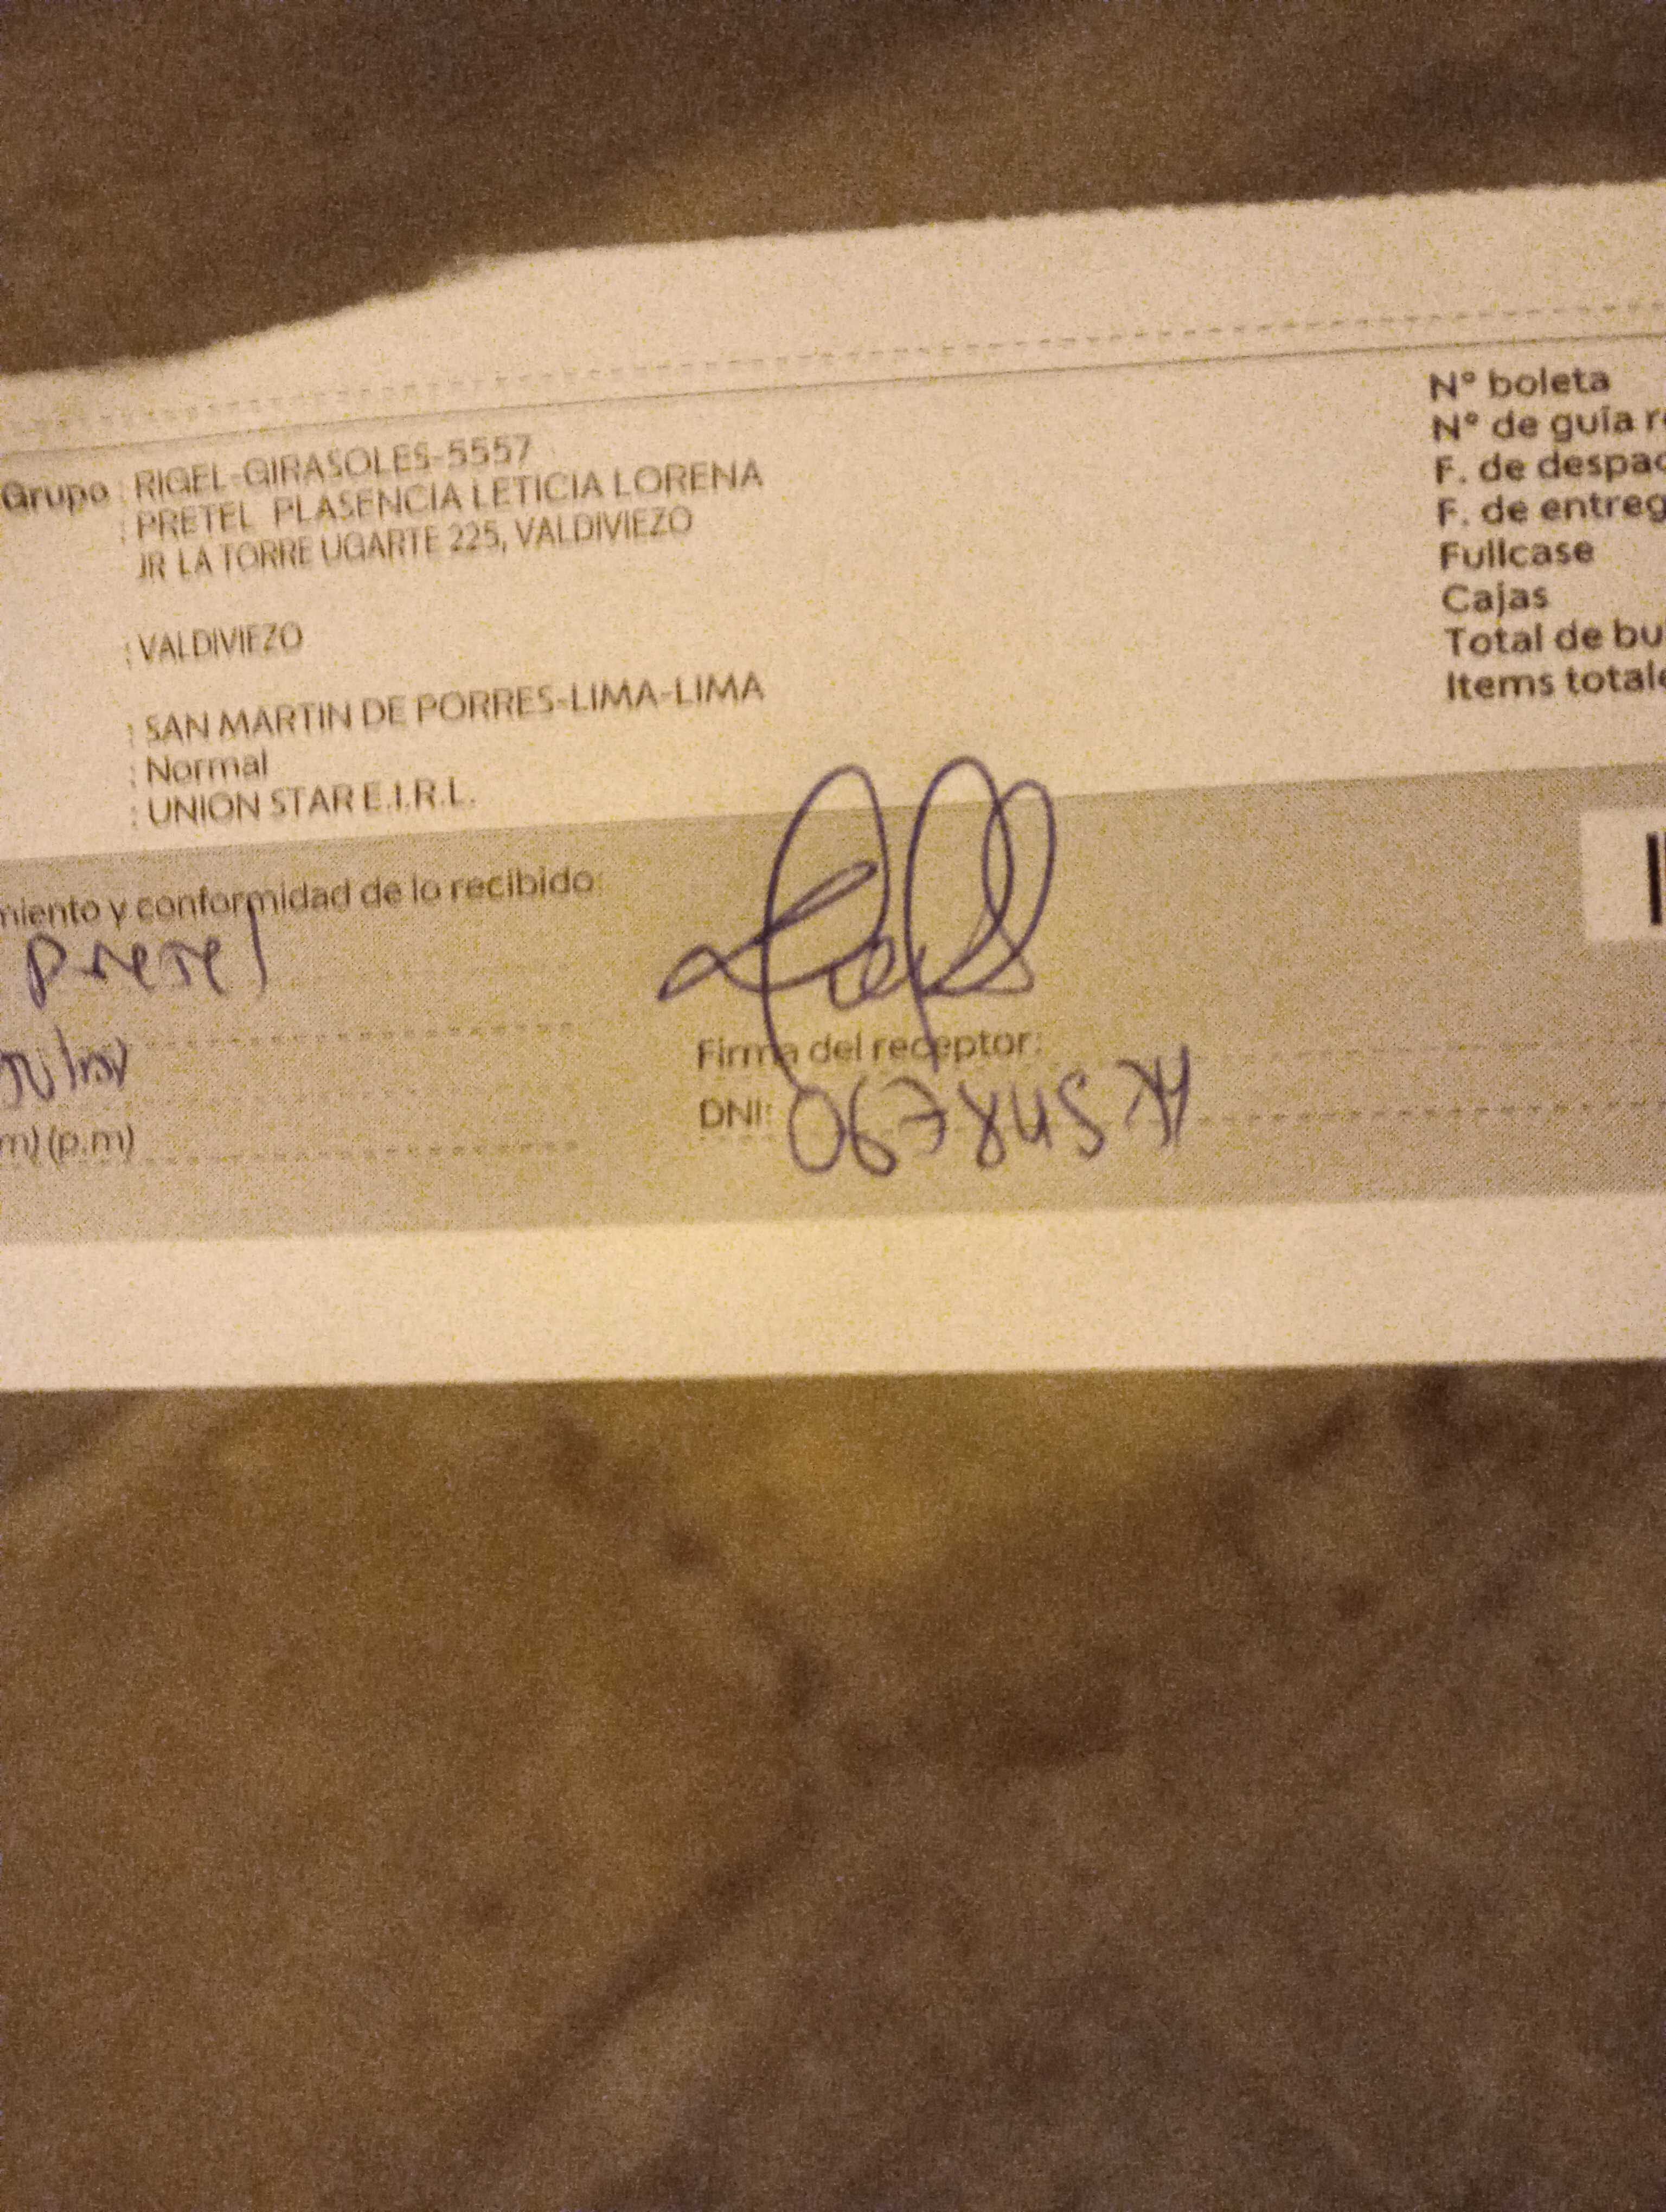 Grupo : RIGEL-GIRASOLES-5557
: PRETEL PLASENCIA LETICIA LORENA
JR LA TORRE UGARTE 225, VALDIVIEZO
: VALDIVIEZO
: SAN MARTIN DE PORRES-LIMA-LIMA
: Normal
: UNION STAR E.I.R.L.
N° boleta
N° de guía r
F. de despac
F. de entreg
Fullcase
Cajas
Total de bu
Items totale
miento y conformidad de lo recibido:
Pretel
m) (p.m)
Firma del receptor:
DNI: